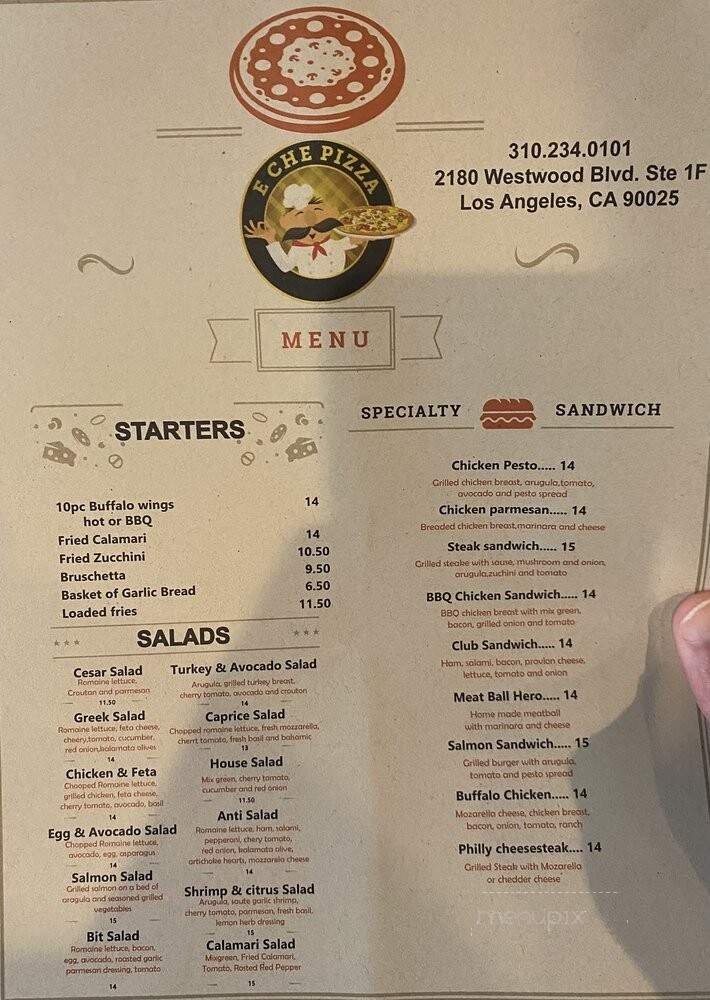 E CHE PIZZA
310.234.0101
2180 Westwood Blvd. Ste 1F
Los Angeles, CA 90025
MENU
STARTERS
10pc Buffalo wings 14
hot or BBQ
Fried Calamari 14
Fried Zucchini 10.50
Bruschetta 9.50
Basket of Garlic Bread 6.50
Loaded fries 11.50
SALADS
Cesar Salad
Romaine lettuce,
Croutan and parmesan
11.50
Greek Salad
Romaine lettuce, feta cheese,
cheery,tomato, cucumber,
red onion,kalamata olives
14
Chicken & Feta
Chooped Romaine lettuce,
grilled chicken, feta cheese,
cherry tomato, avocado, basil
14
Egg & Avocado Salad
Chopped Romaine lettuce,
avocado, egg, asparagus
14
Salmon Salad
Grilled salmon on a bed of
aragula and seasoned grilled
vegetables
15
Bit Salad
Romaine lettuce, bacon,
egg, avocado, roasted garlic
parmesan dressing, tomato
14
Turkey & Avocado Salad
Arugula, grilled turkey breast,
cherry tomato, avocado and crouton
14
Caprice Salad
Chopped romaine lettuce, fresh mozzarella,
cherrt tomato, fresh basil and balsamic
13
House Salad
Mix green, cherry tomato,
cucumber and red onion
11.50
Anti Salad
Romaine lettuce, ham, salami,
pepperoni, chery tomato,
red onion, kalamata olive,
artichoke hearts, mozzarela cheese
14
Shrimp & citrus Salad
Arugula, saute garlic shrimp,
cherry tomato, parmesan, fresh basil,
lemon herb dressing
15
Calamari Salad
Mixgreen, Fried Calamari,
Tomato, Rosted Red Pepper
15
SPECIALTY SANDWICH
Chicken Pesto..... 14
Grilled chicken breast, arugula,tomato,
avocado and pesto spread
Chicken parmesan..... 14
Breaded chicken breast,marinara and cheese
Steak sandwich..... 15
Grilled steake with sause, mushroom and onion,
arugula,zuchini and tomato
BBQ Chicken Sandwich..... 14
BBQ chicken breast with mix green,
bacon, grilled onion and tomato
Club Sandwich..... 14
Ham, salami, bacon, provlon cheese,
lettuce, tomato and onion
Meat Ball Hero..... 14
Home made meatball
with marinara and cheese
Salmon Sandwich..... 15
Grilled burger with arugula,
tomato and pesto spread
Buffalo Chicken..... 14
Mozarella cheese, chicken breast,
bacon, onion, tomato, ranch
Philly cheesesteak.... 14
Grilled Steak with Mozarella
or chedder cheese
menupix